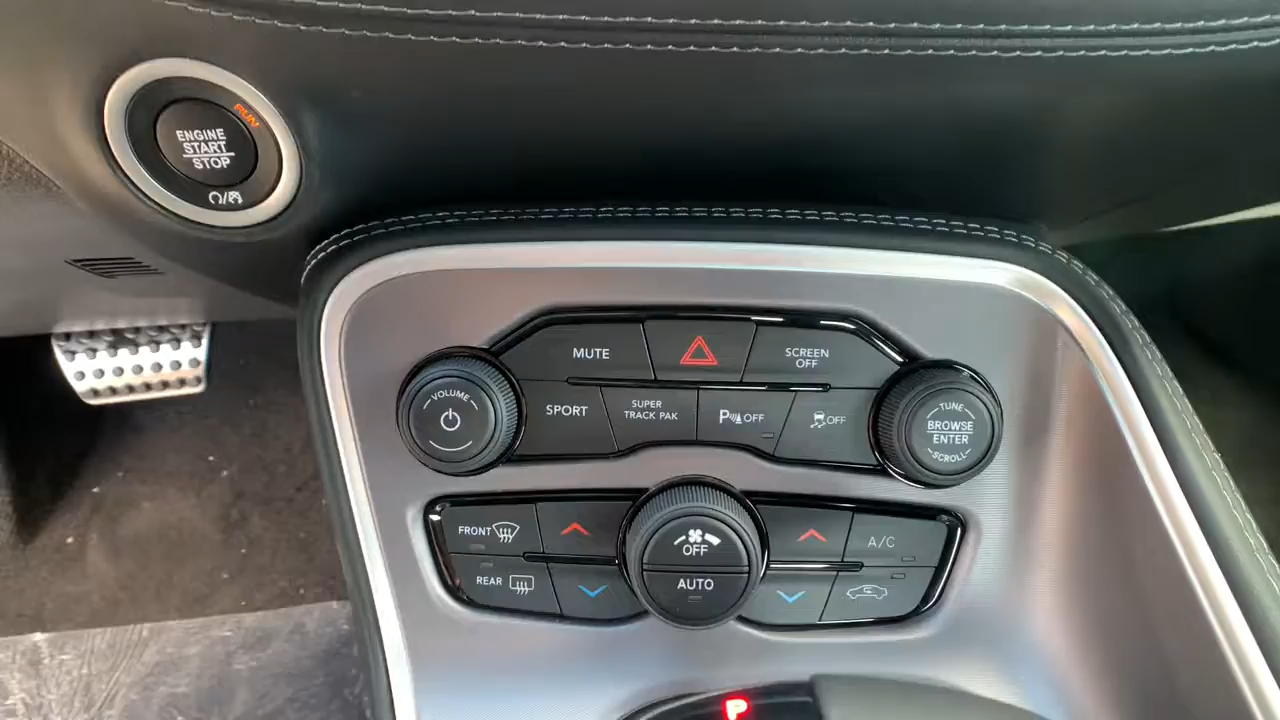 RUN
ENGINE
START
STOP
MUTE
SCREEN
OFF
VOLUME
SPORT
SUPER
TRACK PAK
P OFF
OFF
TUNE
BROWSE
ENTER
SCROLL
FRONT
OFF
A/C
REAR
AUTO
P